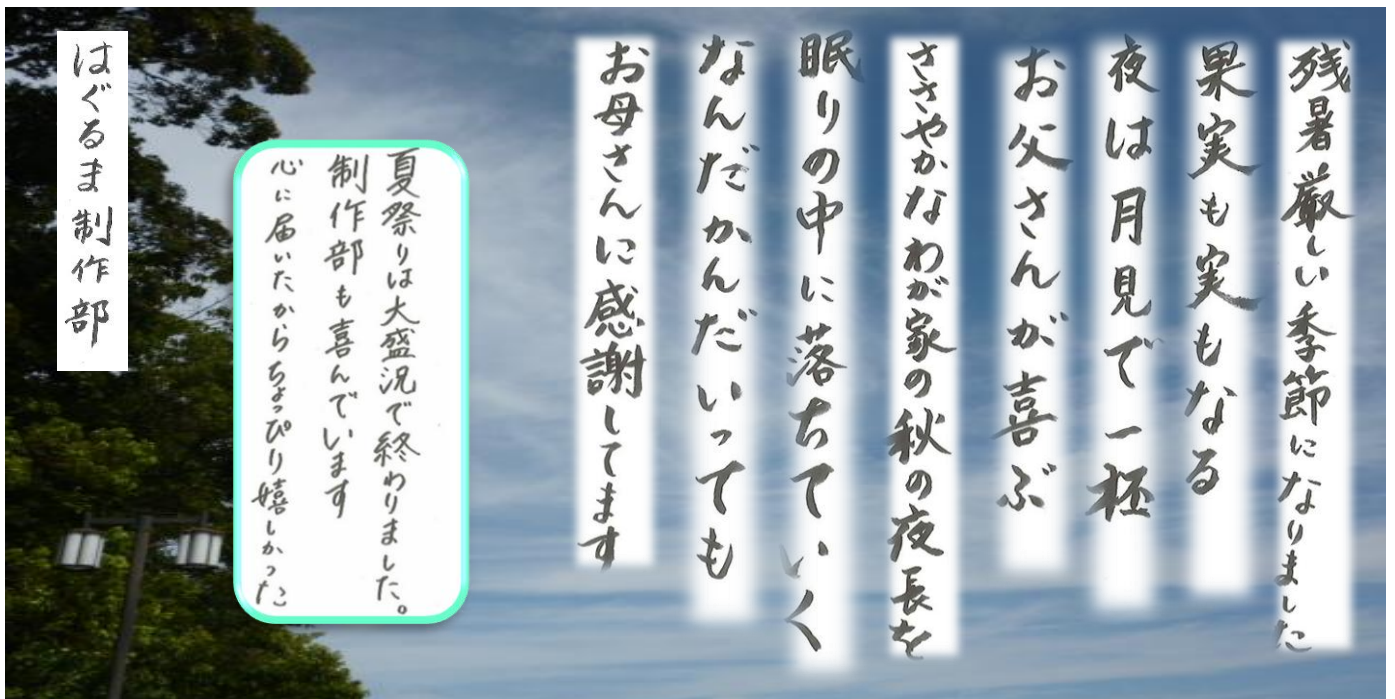 残暑厳しい季節になりました
果実も実もなる
夜は月見で一杯
お父さんが喜ぶ
ささやかなわが家の秋の夜長を
眠りの中に落ちていく
なんだかんだいっても
お母さんに感謝してます
夏祭りは大盛況で終わりました。
制作部も喜んでいます
心に届いたからちょっぴり嬉しかった
はぐるま制作部